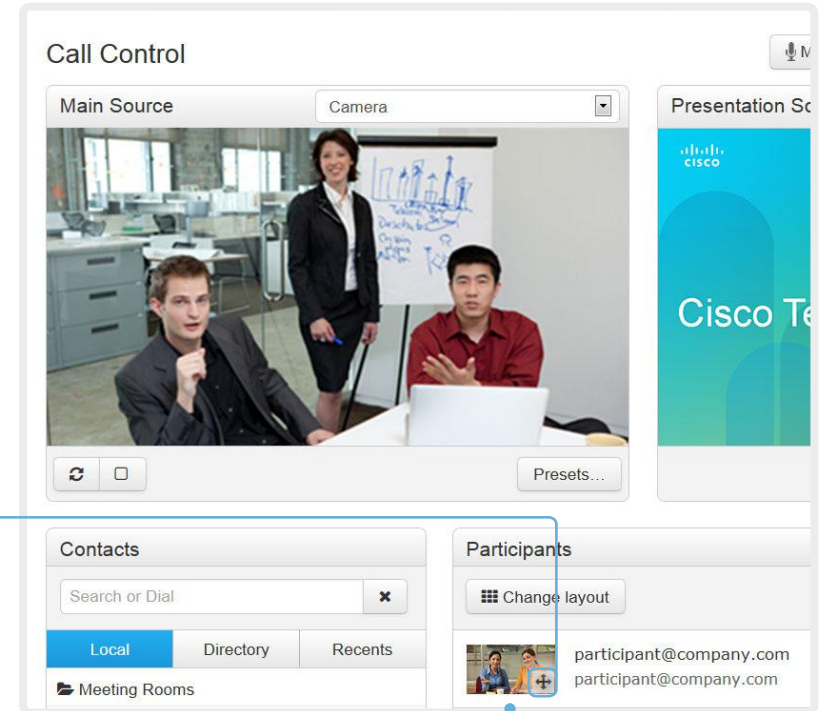 Call Control
M
Main Source
Camera
Presentation So
CISCO
Cisco Te
Presets...
Contacts
Search or Dial
Local
Directory
Recents
Meeting Rooms
Participants
Change layout
participant@company.com
participant@company.com